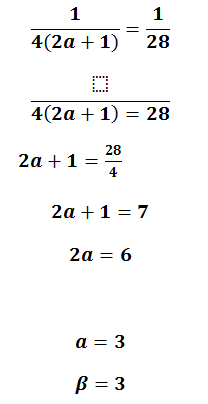 1/4(2a + 1) = 1/28
⬚/4(2a + 1) = 28
2a + 1 = 28/4
2a + 1 = 7
2a = 6
a = 3
β = 3